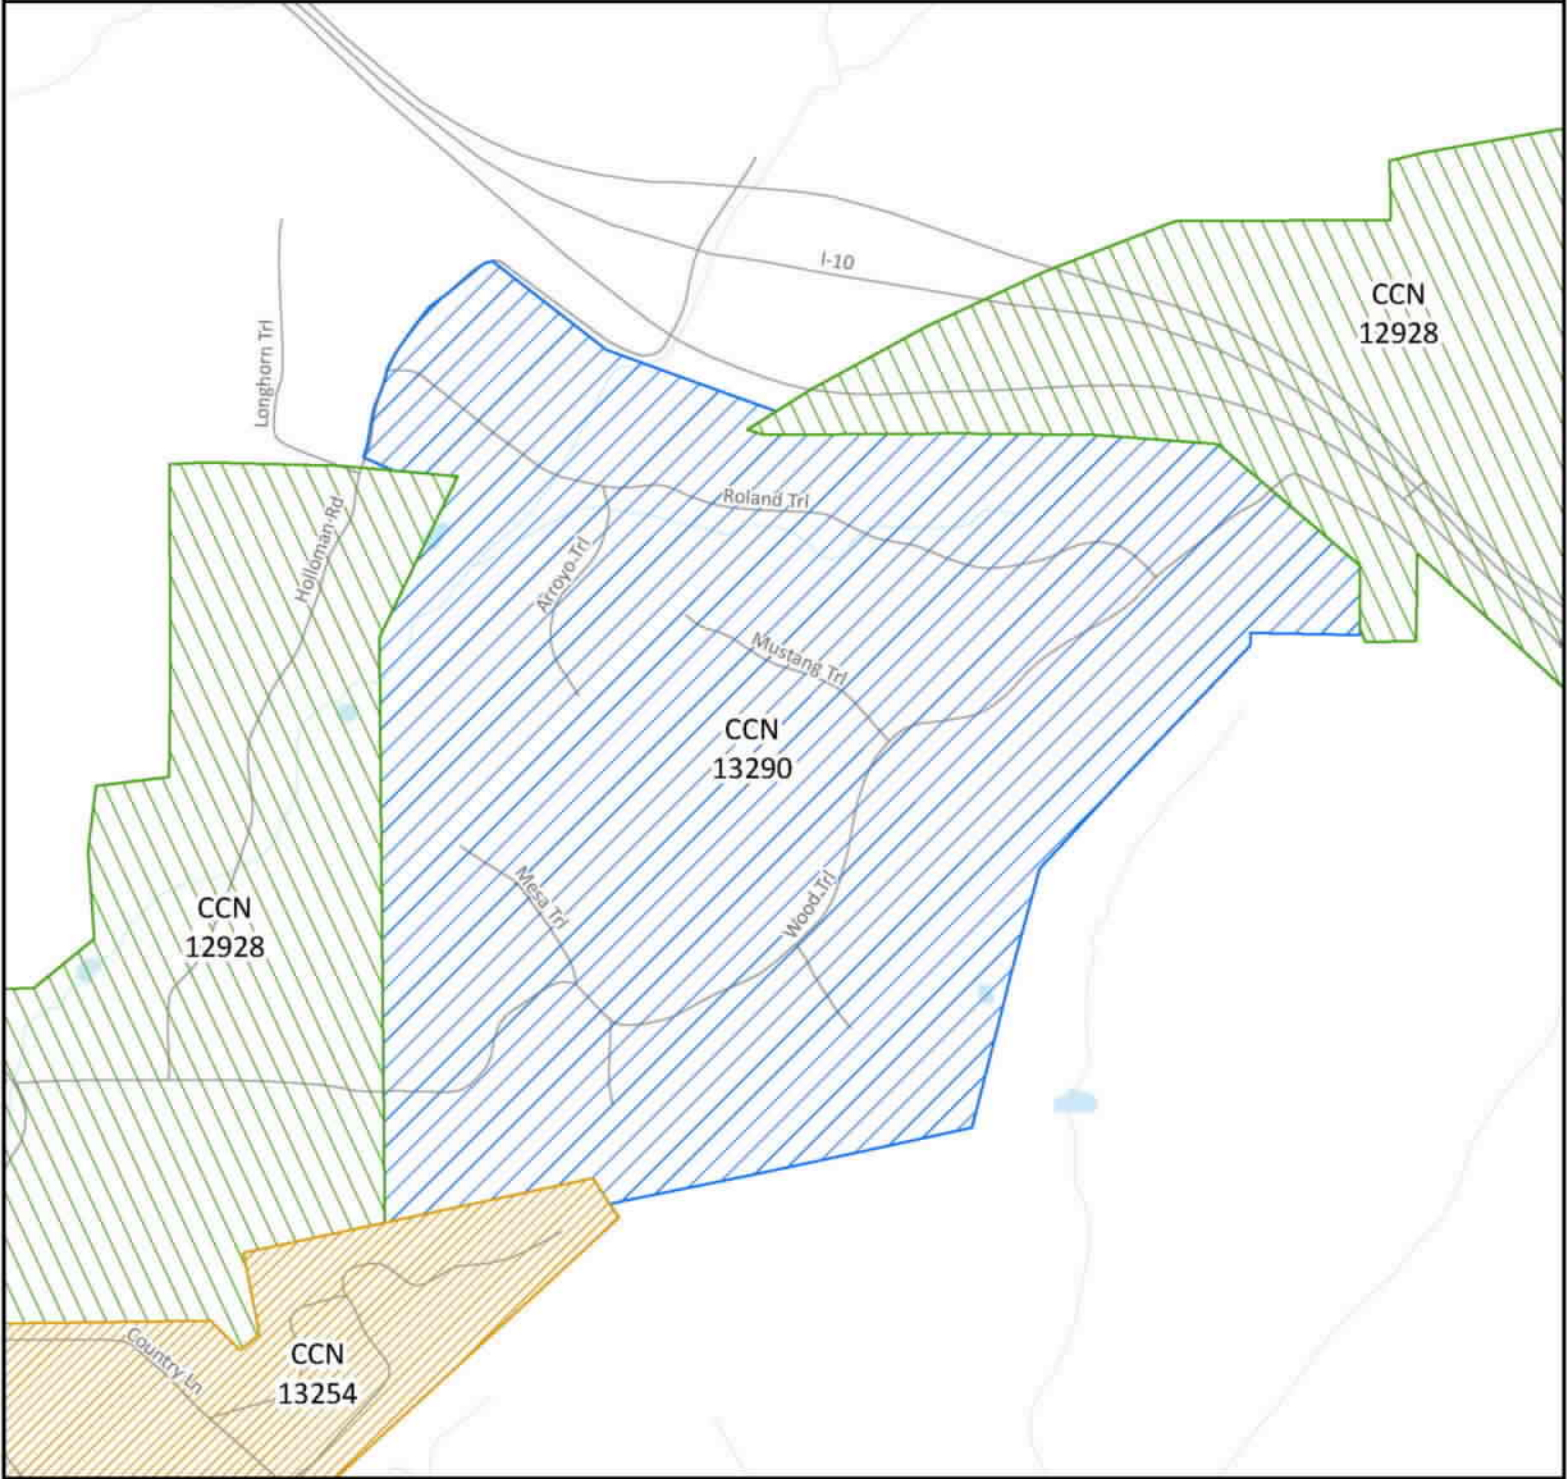 I-10
CCN
12928
Longhorn Trl
Holloman Rd
Roland Trl
Arroyo Trl
Mustang Trl
CCN
13290
Mesa Trl
Wood Trl
CCN
12928
Country Ln
CCN
13254